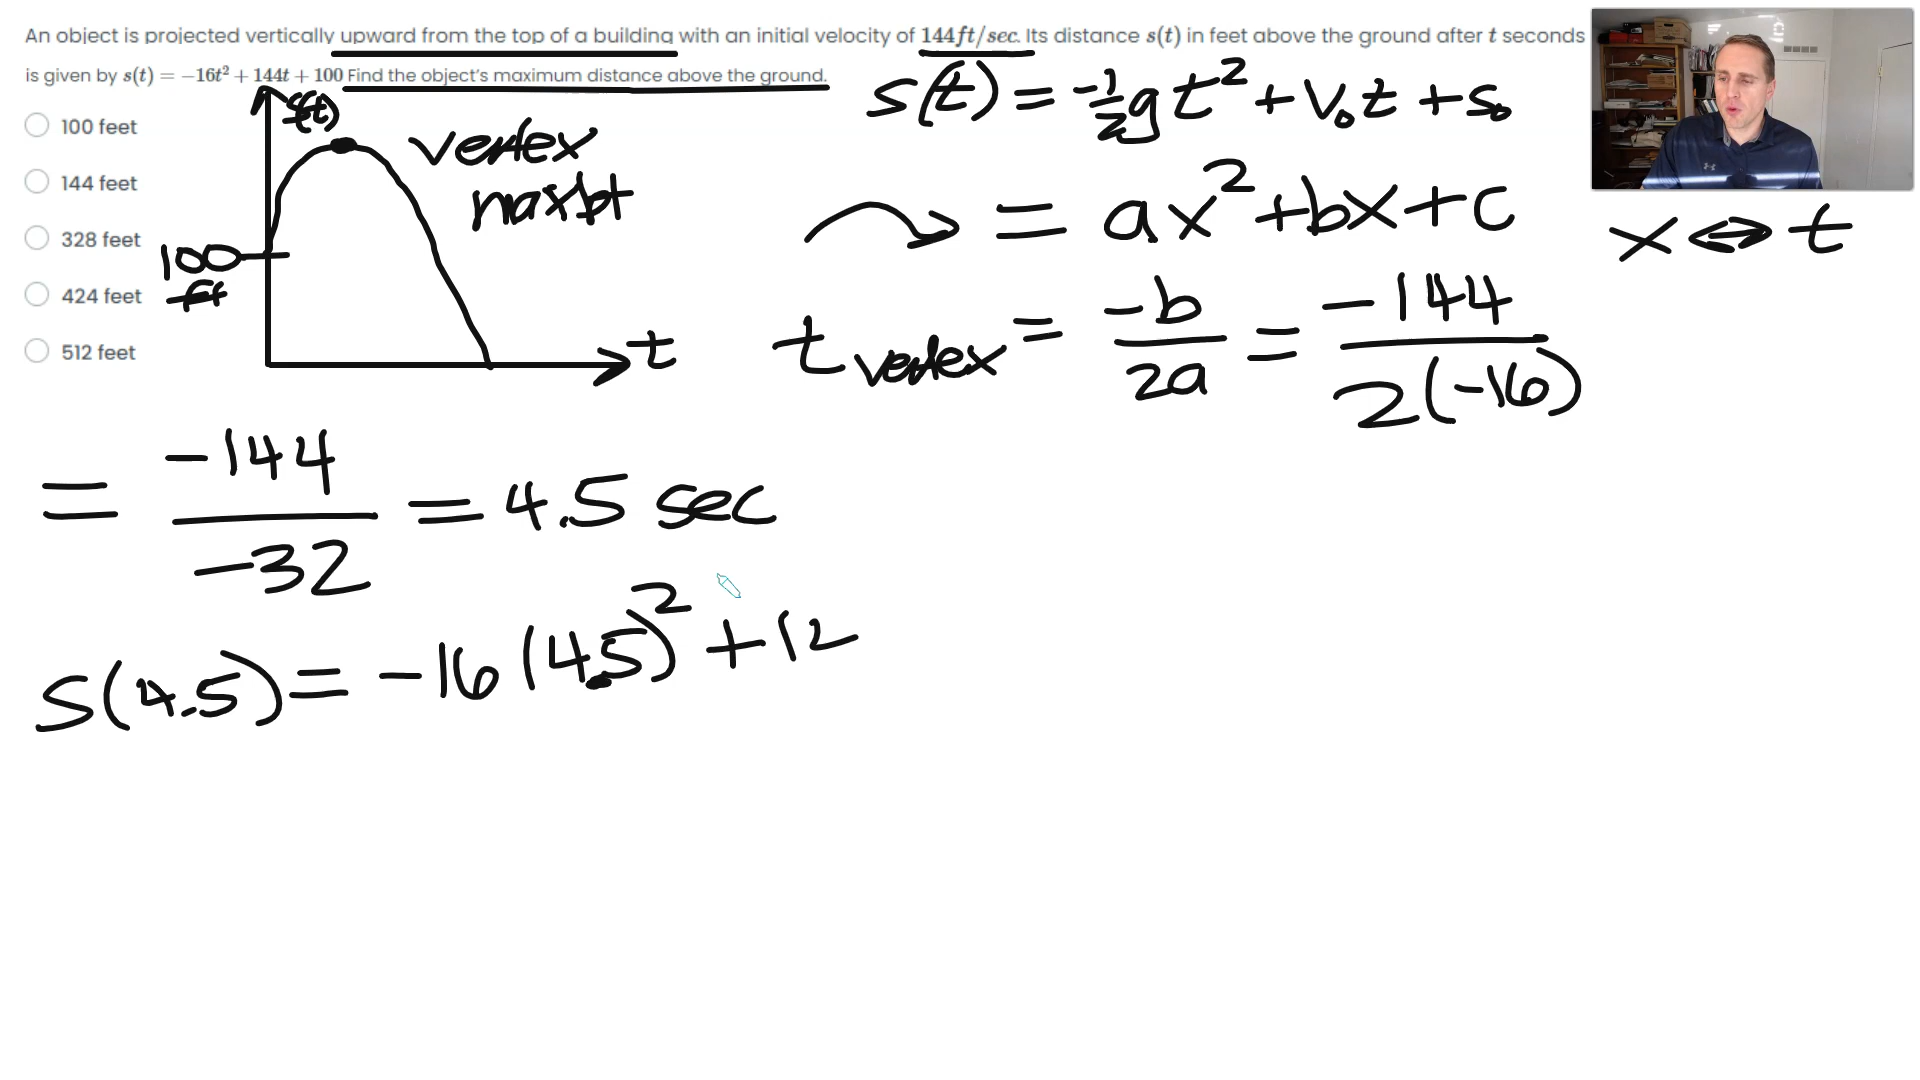 An object is projected vertically upward from the top of a building with an initial velocity of 144ft/sec. Its distance s(t) in feet above the ground after t seconds
is given by s(t) = −16t² + 144t + 100 Find the object's maximum distance above the ground.
100 feet
144 feet
328 feet
424 feet
512 feet
s(t)
vertex
max pt
100
ft
t
s(t) = -½gt² + V₀t + s₀
= ax² + bx + c
x ⇔ t
t vertex = -b/2a = -144/2(-16)
= -144/-32 = 4.5 sec
S(4.5) = -16(4.5)² + 12